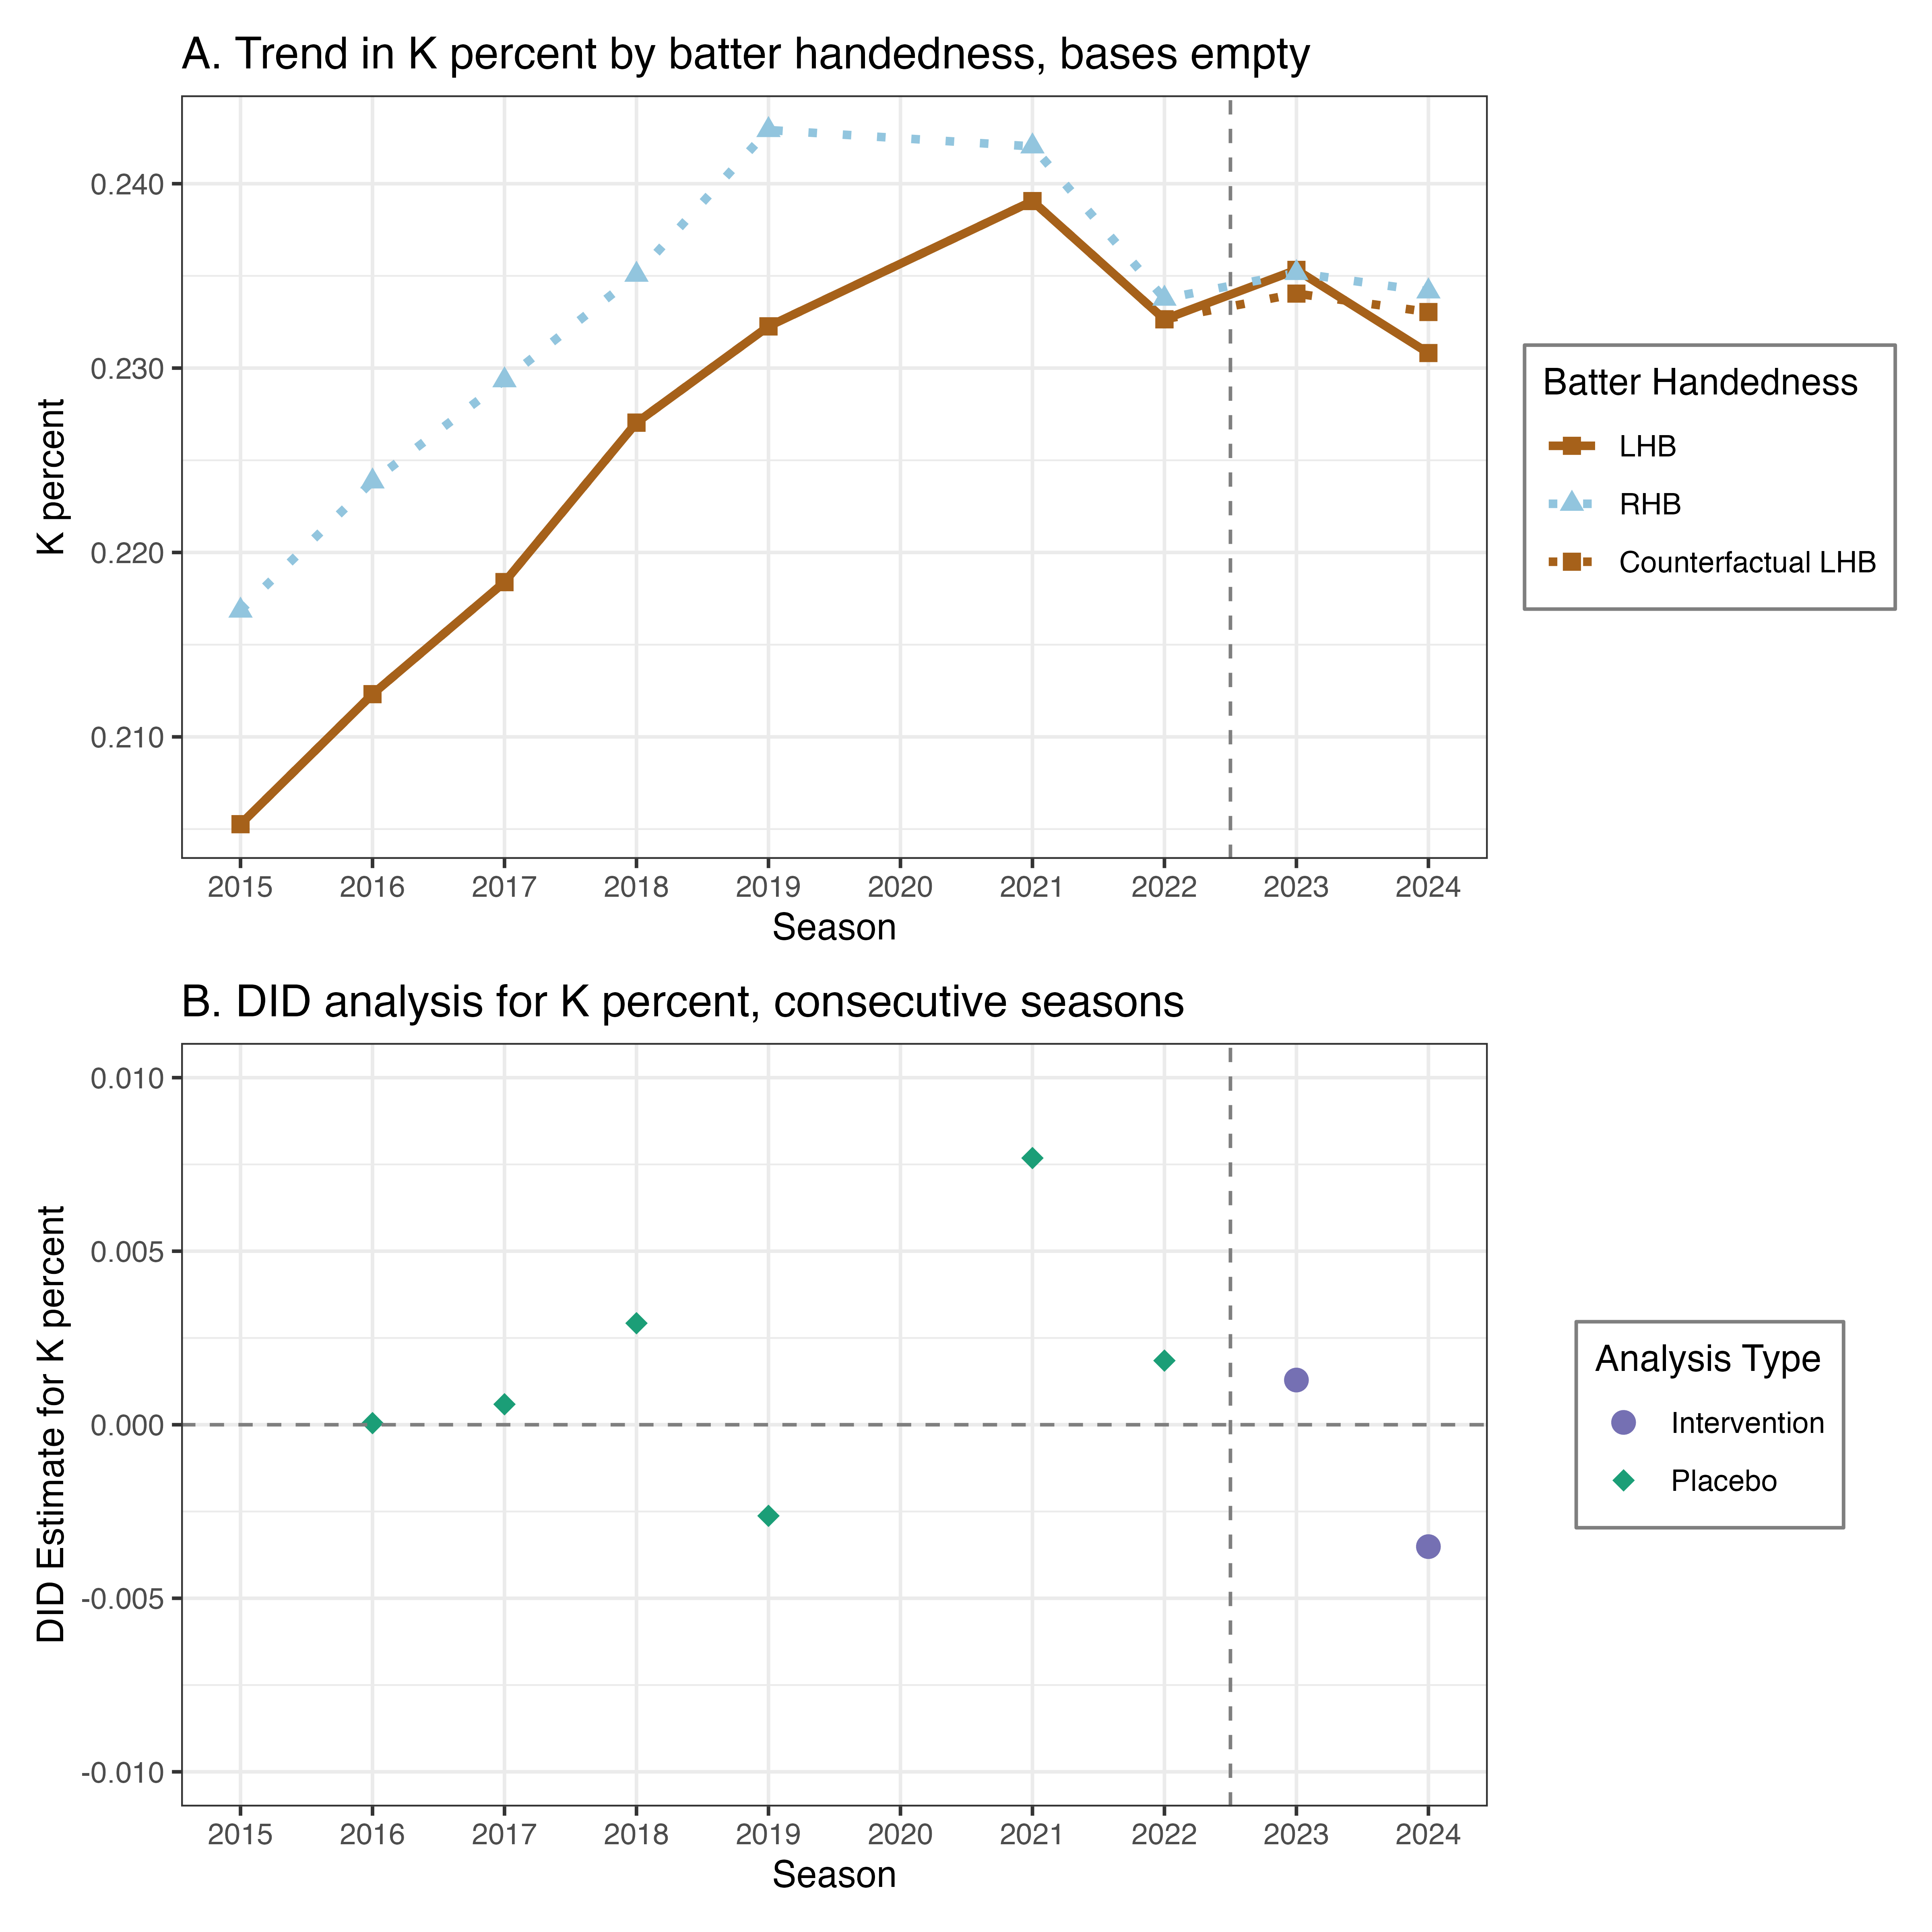 A. Trend in K percent by batter handedness, bases empty
K percent
0.240
0.230
0.220
0.210
2015 2016 2017 2018 2019 2020 2021 2022 2023 2024
Season
Batter Handedness
LHB
RHB
Counterfactual LHB
B. DID analysis for K percent, consecutive seasons
DID Estimate for K percent
0.010
0.005
0.000
-0.005
-0.010
2015 2016 2017 2018 2019 2020 2021 2022 2023 2024
Season
Analysis Type
Intervention
Placebo